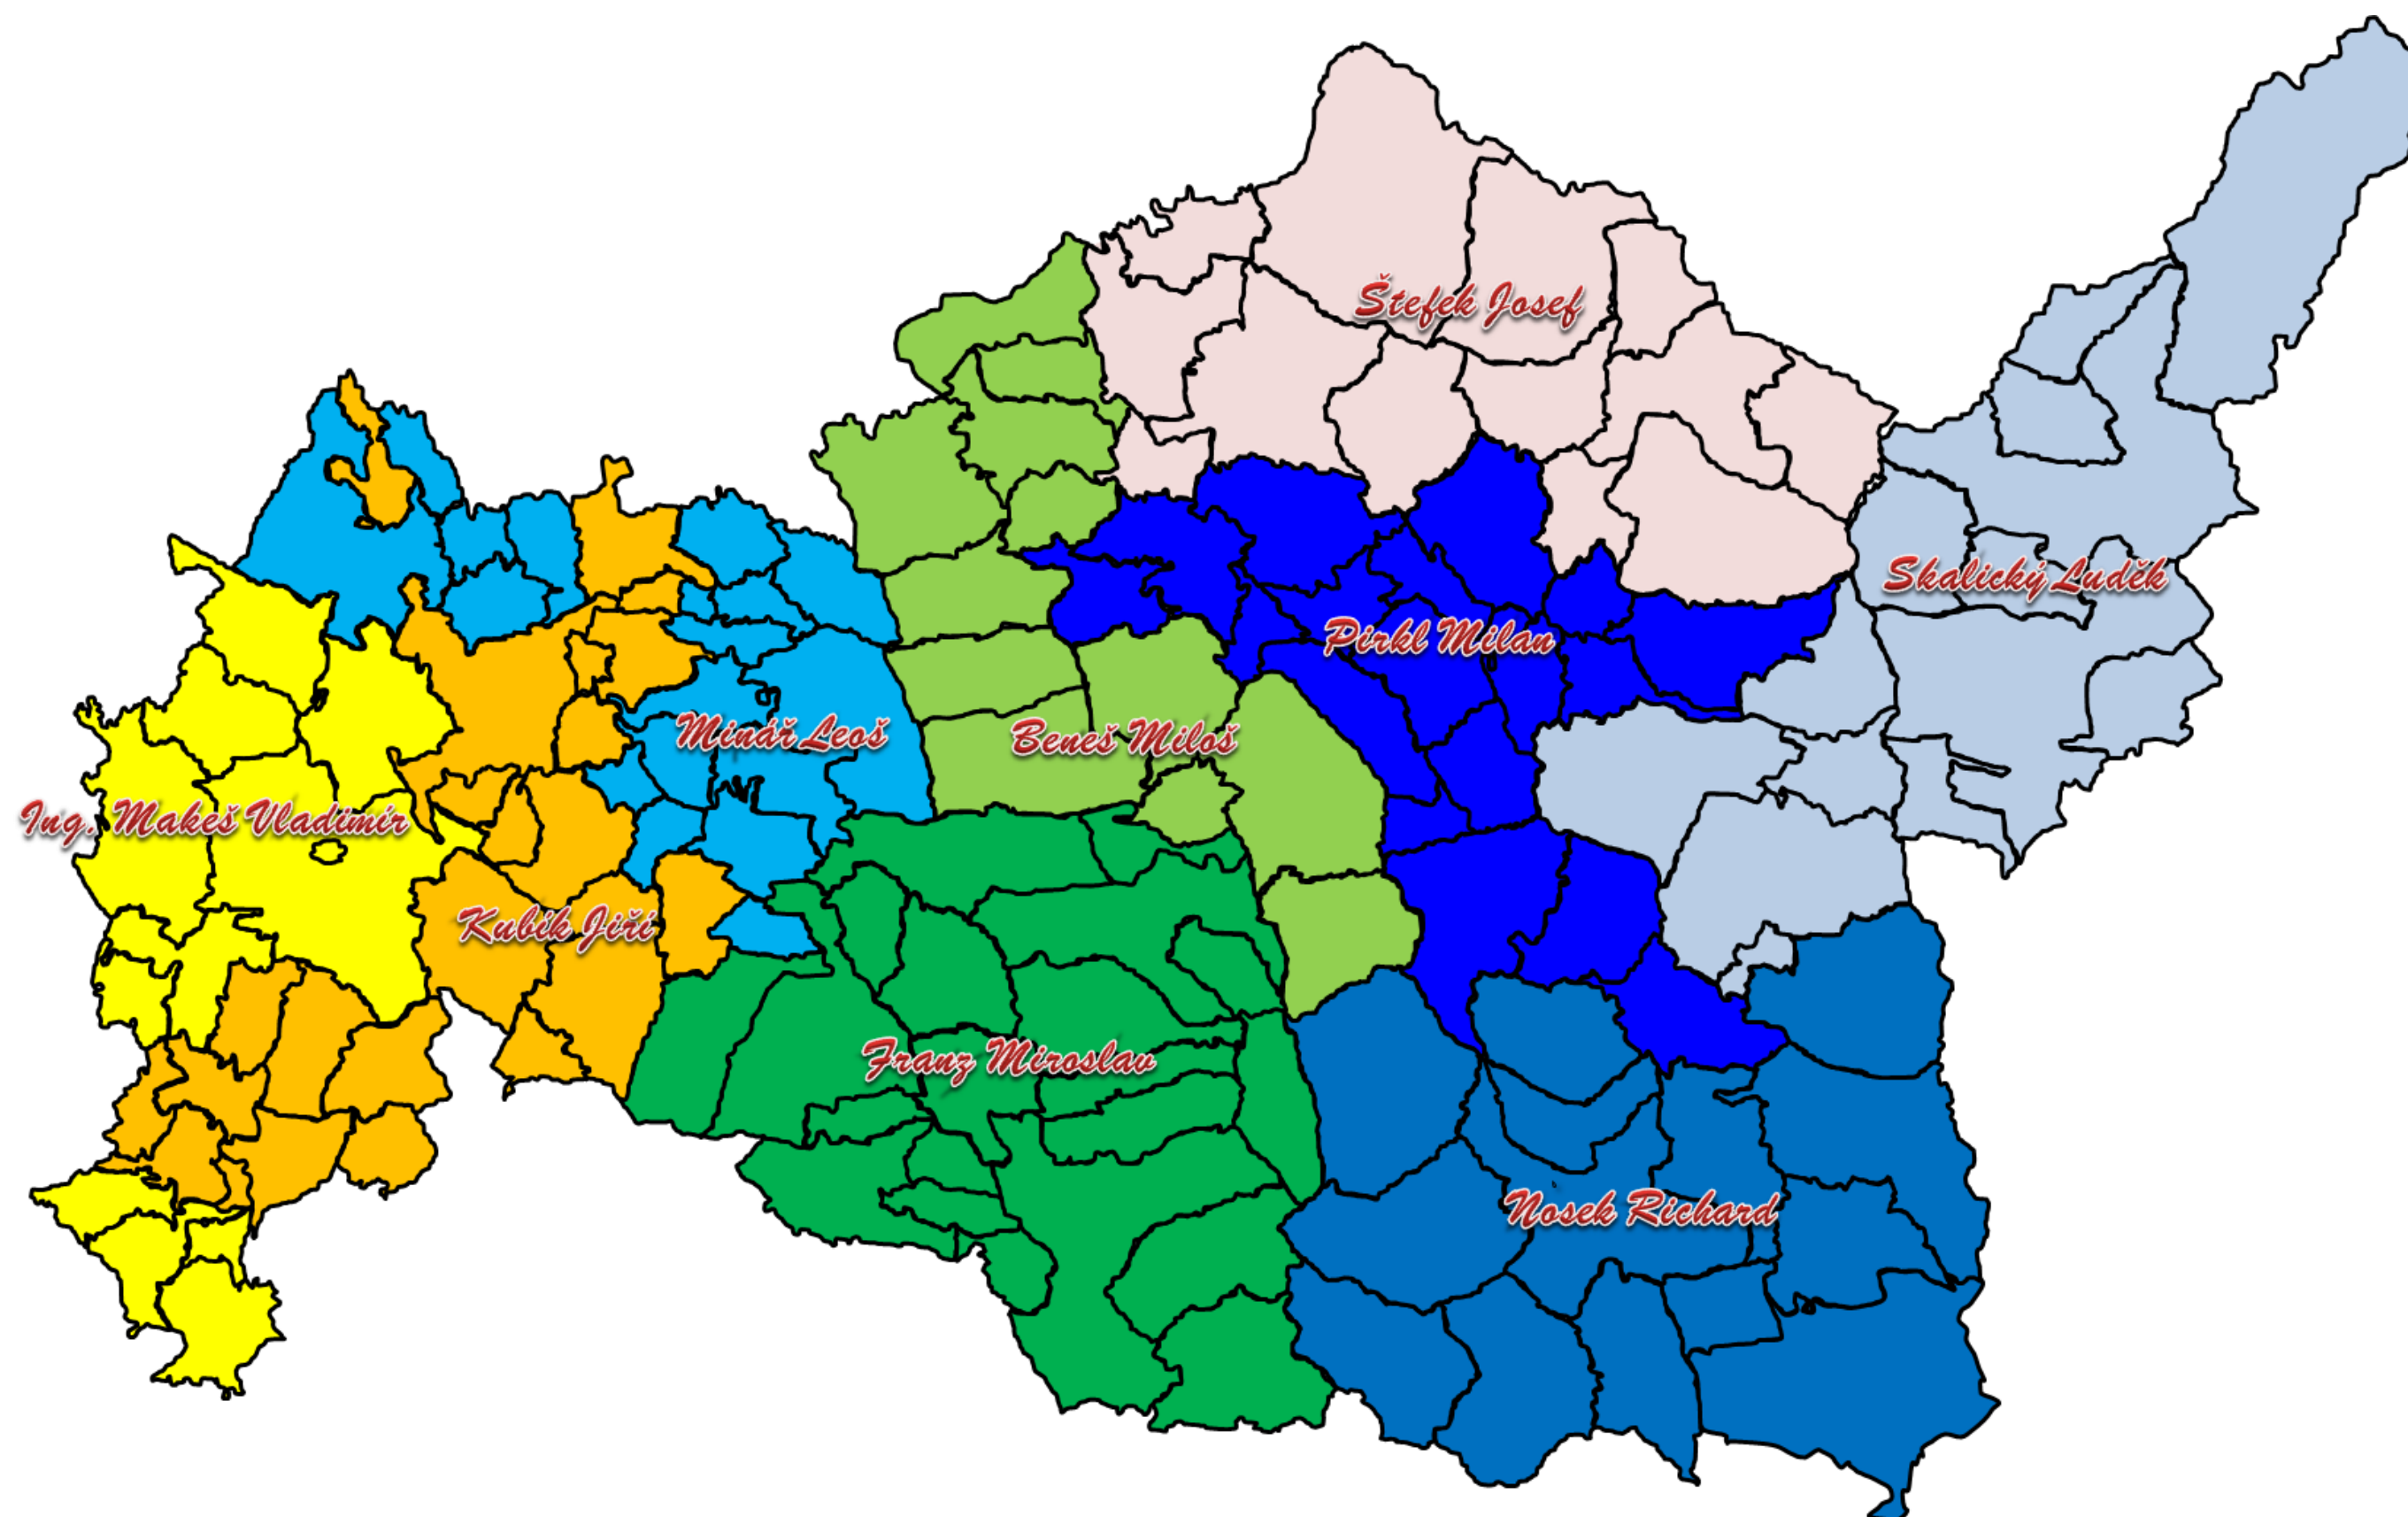 Štefek Josef
Skalický Luděk
Pirkl Milan
Minář Leoš
Beneš Miloš
Ing. Makeš Vladimír
Kubík Jiří
Franz Miroslav
Nosek Richard